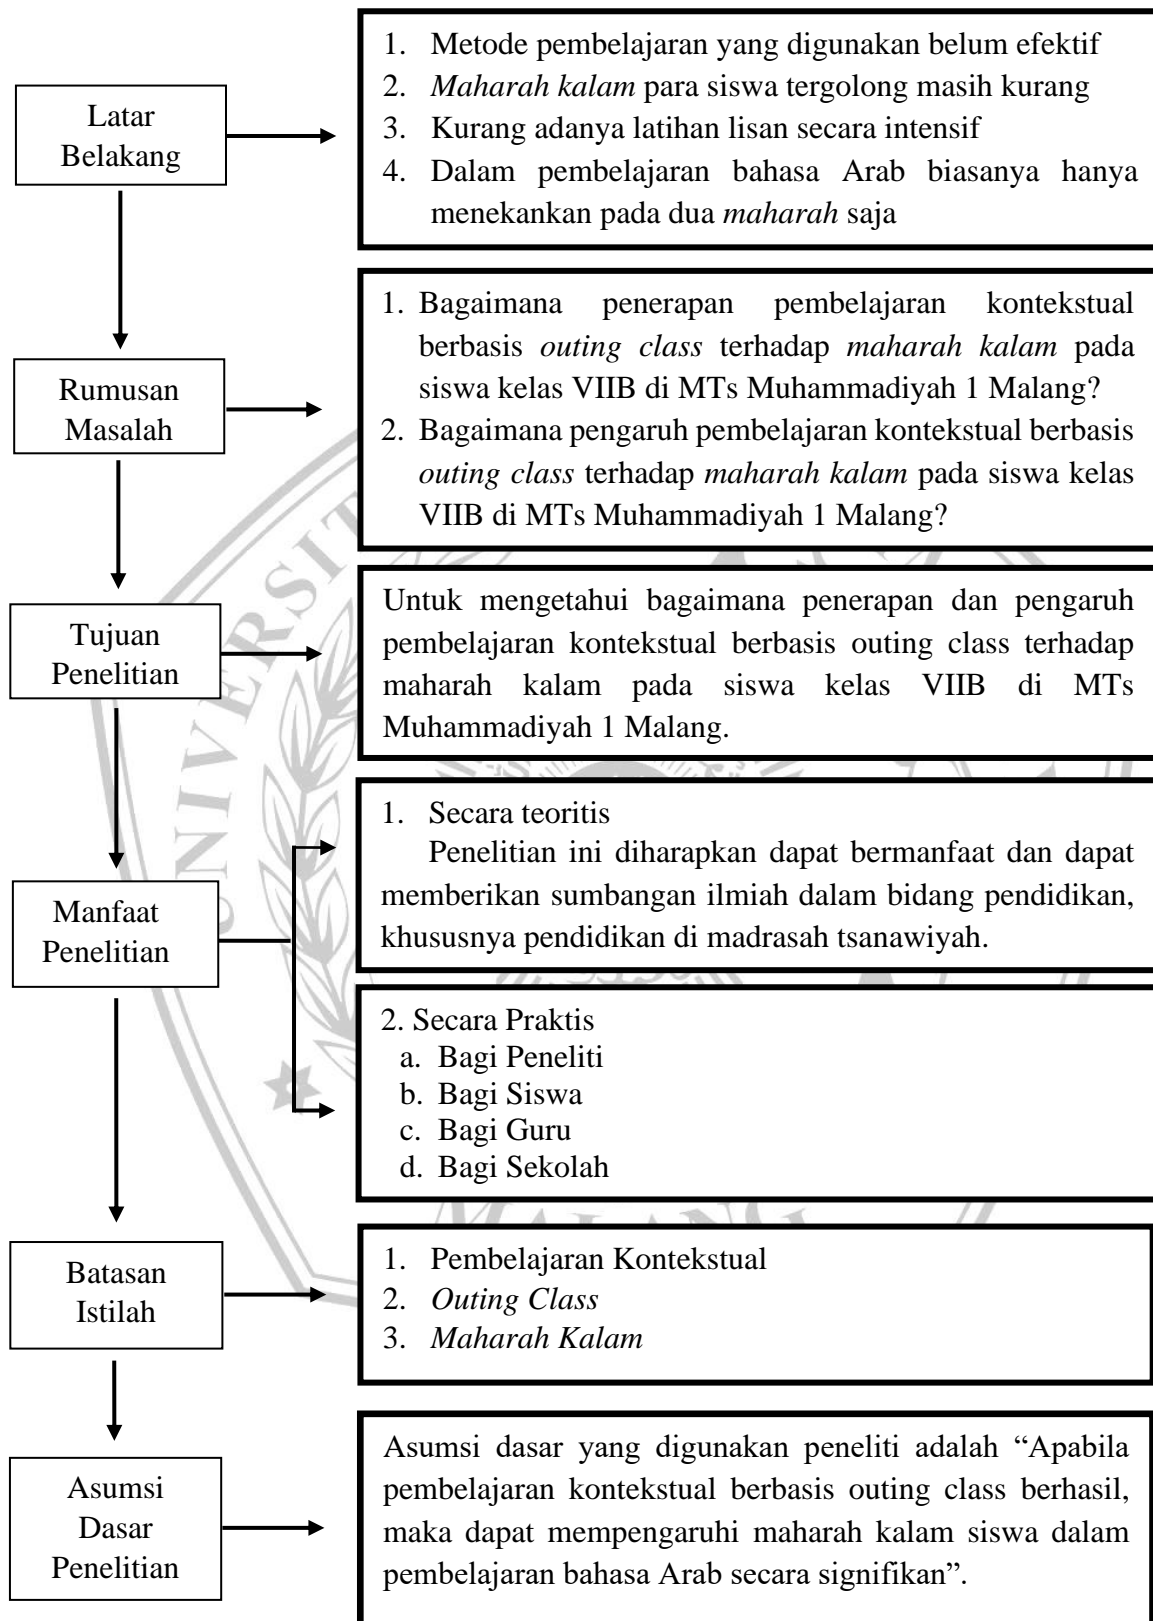 Latar
Belakang
1. Metode pembelajaran yang digunakan belum efektif
2. Maharah kalam para siswa tergolong masih kurang
3. Kurang adanya latihan lisan secara intensif
4. Dalam pembelajaran bahasa Arab biasanya hanya
menekankan pada dua maharah saja
Rumusan
Masalah
1. Bagaimana penerapan pembelajaran kontekstual
berbasis outing class terhadap maharah kalam pada
siswa kelas VIIB di MTs Muhammadiyah 1 Malang?
2. Bagaimana pengaruh pembelajaran kontekstual berbasis
outing class terhadap maharah kalam pada siswa kelas
VIIB di MTs Muhammadiyah 1 Malang?
Tujuan
Penelitian
Untuk mengetahui bagaimana penerapan dan pengaruh
pembelajaran kontekstual berbasis outing class terhadap
maharah kalam pada siswa kelas VIIB di MTs
Muhammadiyah 1 Malang.
Manfaat
Penelitian
1. Secara teoritis
Penelitian ini diharapkan dapat bermanfaat dan dapat
memberikan sumbangan ilmiah dalam bidang pendidikan,
khususnya pendidikan di madrasah tsanawiyah.
2. Secara Praktis
a. Bagi Peneliti
b. Bagi Siswa
c. Bagi Guru
d. Bagi Sekolah
Batasan
Istilah
1. Pembelajaran Kontekstual
2. Outing Class
3. Maharah Kalam
Asumsi
Dasar
Penelitian
Asumsi dasar yang digunakan peneliti adalah “Apabila
pembelajaran kontekstual berbasis outing class berhasil,
maka dapat mempengaruhi maharah kalam siswa dalam
pembelajaran bahasa Arab secara signifikan”.